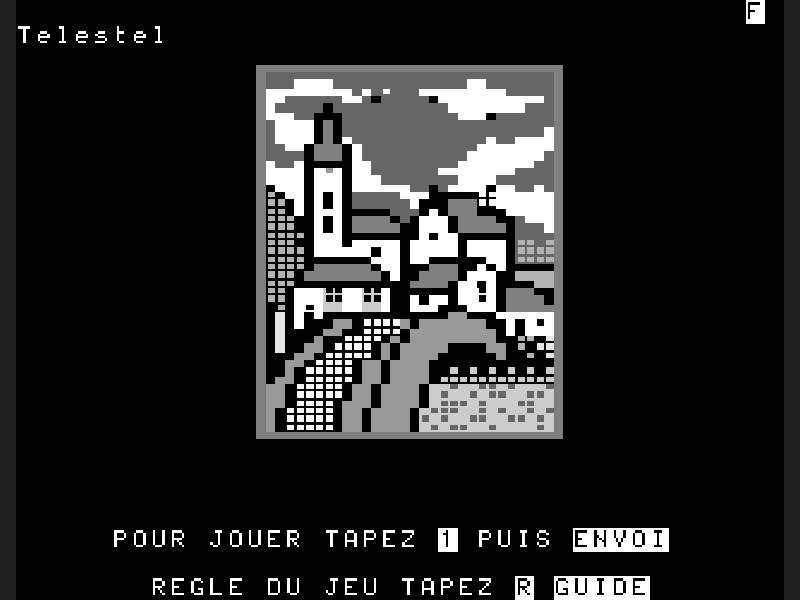 F
Telestel
POUR JOUER TAPEZ 1 PUIS ENVOI
REGLE DU JEU TAPEZ R GUIDE